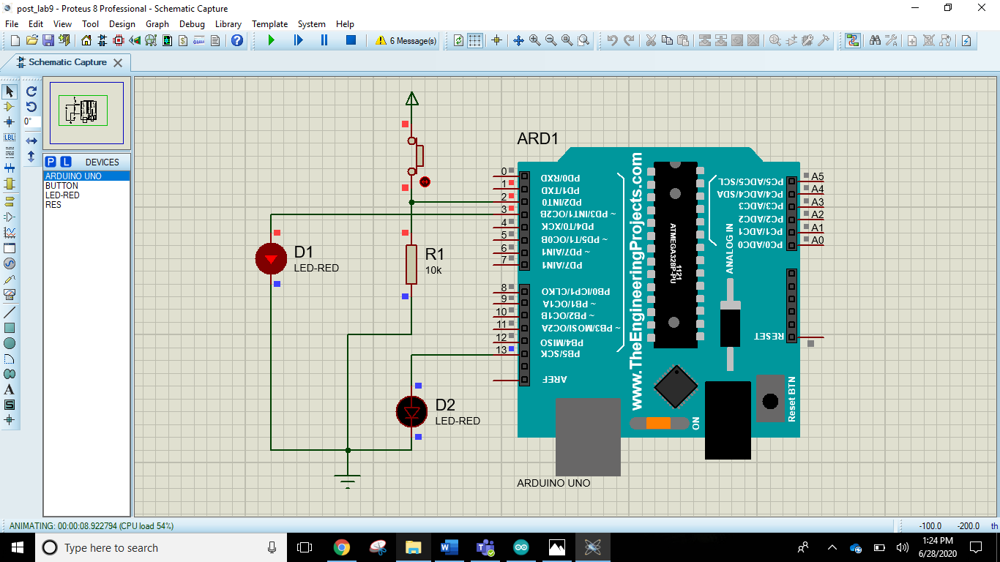 post_lab9 - Proteus 8 Professional - Schematic Capture
File Edit View Tool Design Graph Debug Library Template System Help
6 Message(s)
Schematic Capture
0°
LBL
P L DEVICES
ARDUINO UNO
BUTTON
LED-RED
RES
A
S
ARD1
D1
LED-RED
R1
10k
D2
LED-RED
0 PD0/RXD
1 PD1/TXD
2 PD2/INT0
3 ~ PD3/INT1/OC2B
4 PD4/T0/XCK
5 ~ PD5/T1/OC0B
6 ~ PD7/AIN1
7 PD7/AIN1
8 PB0/ICP1/CLKO
9 ~ PB1/OC1A
10 ~ PB2/OC1B
11 ~ PB3/MOSI/OC2A
12 PB4/MISO
13 PB5/SCK
AREF
www.TheEngineeringProjects.com
ATMEGA328P-PU
1121
PC5/ADC5/SCL A5
PC4/ADC4/SDA A4
PC3/ADC3 A3
PC2/ADC2 A2
PC1/ADC1 A1
PC0/ADC0 A0
ANALOG IN
RESET
Reset BTN
ON
ARDUINO UNO
ANIMATING: 00:00:08.922794 (CPU load 54%)
-100.0 -200.0 th
Type here to search
1:24 PM
6/28/2020